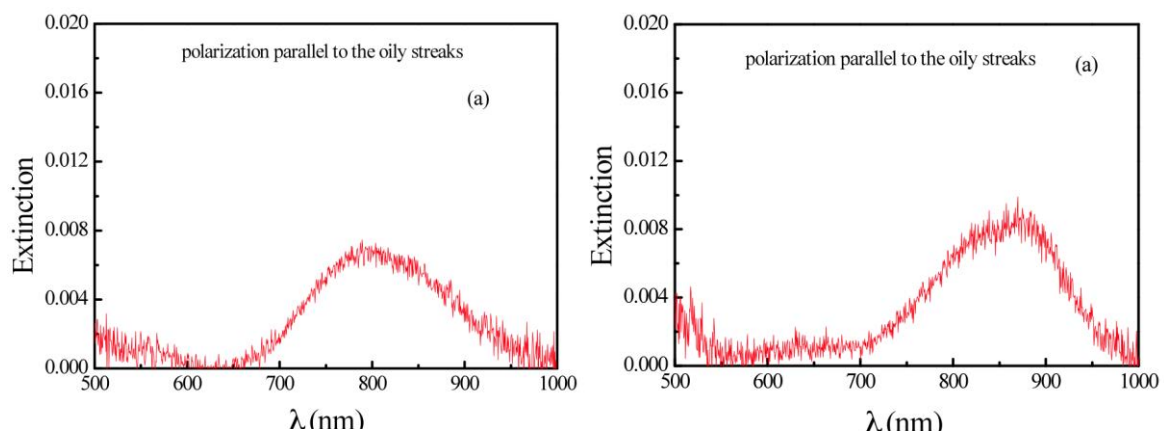 0.020
polarization parallel to the oily streaks
(a)
0.016
0.012
0.008
0.004
0.000
Extinction
500 600 700 800 900 1000
λ(nm)
0.020
polarization parallel to the oily streaks
(a)
0.016
0.012
0.008
0.004
0.000
Extinction
500 600 700 800 900 1000
λ(nm)